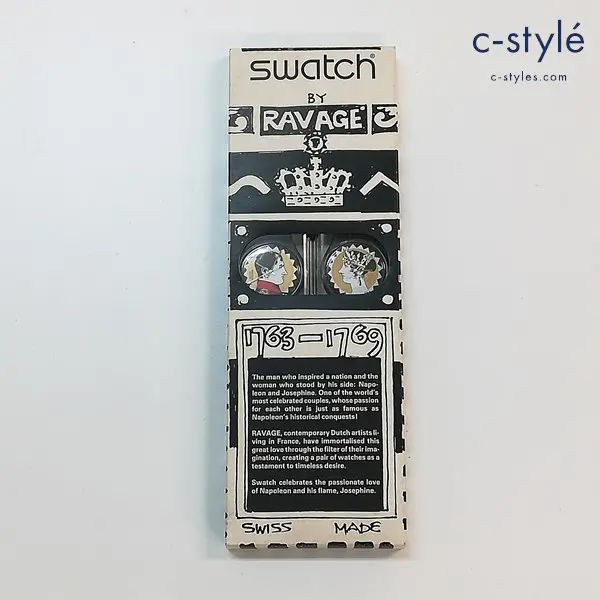 c-stylé
c-styles.com
swatch®
BY
RAVAGE
1763-1769
The man who inspired a nation and the
woman who stood by his side: Napo-
leon and Josephine. One of the world's
most celebrated couples, whose passion
for each other is just as famous as
Napoleon's historical conquests!
RAVAGE, contemporary Dutch artists li-
ving in France, have immortalised this
great love through the filter of their ima-
gination, creating a pair of watches as a
testament to timeless desire.
Swatch celebrates the passionate love
of Napoleon and his flame, Josephine.
SWISS MADE